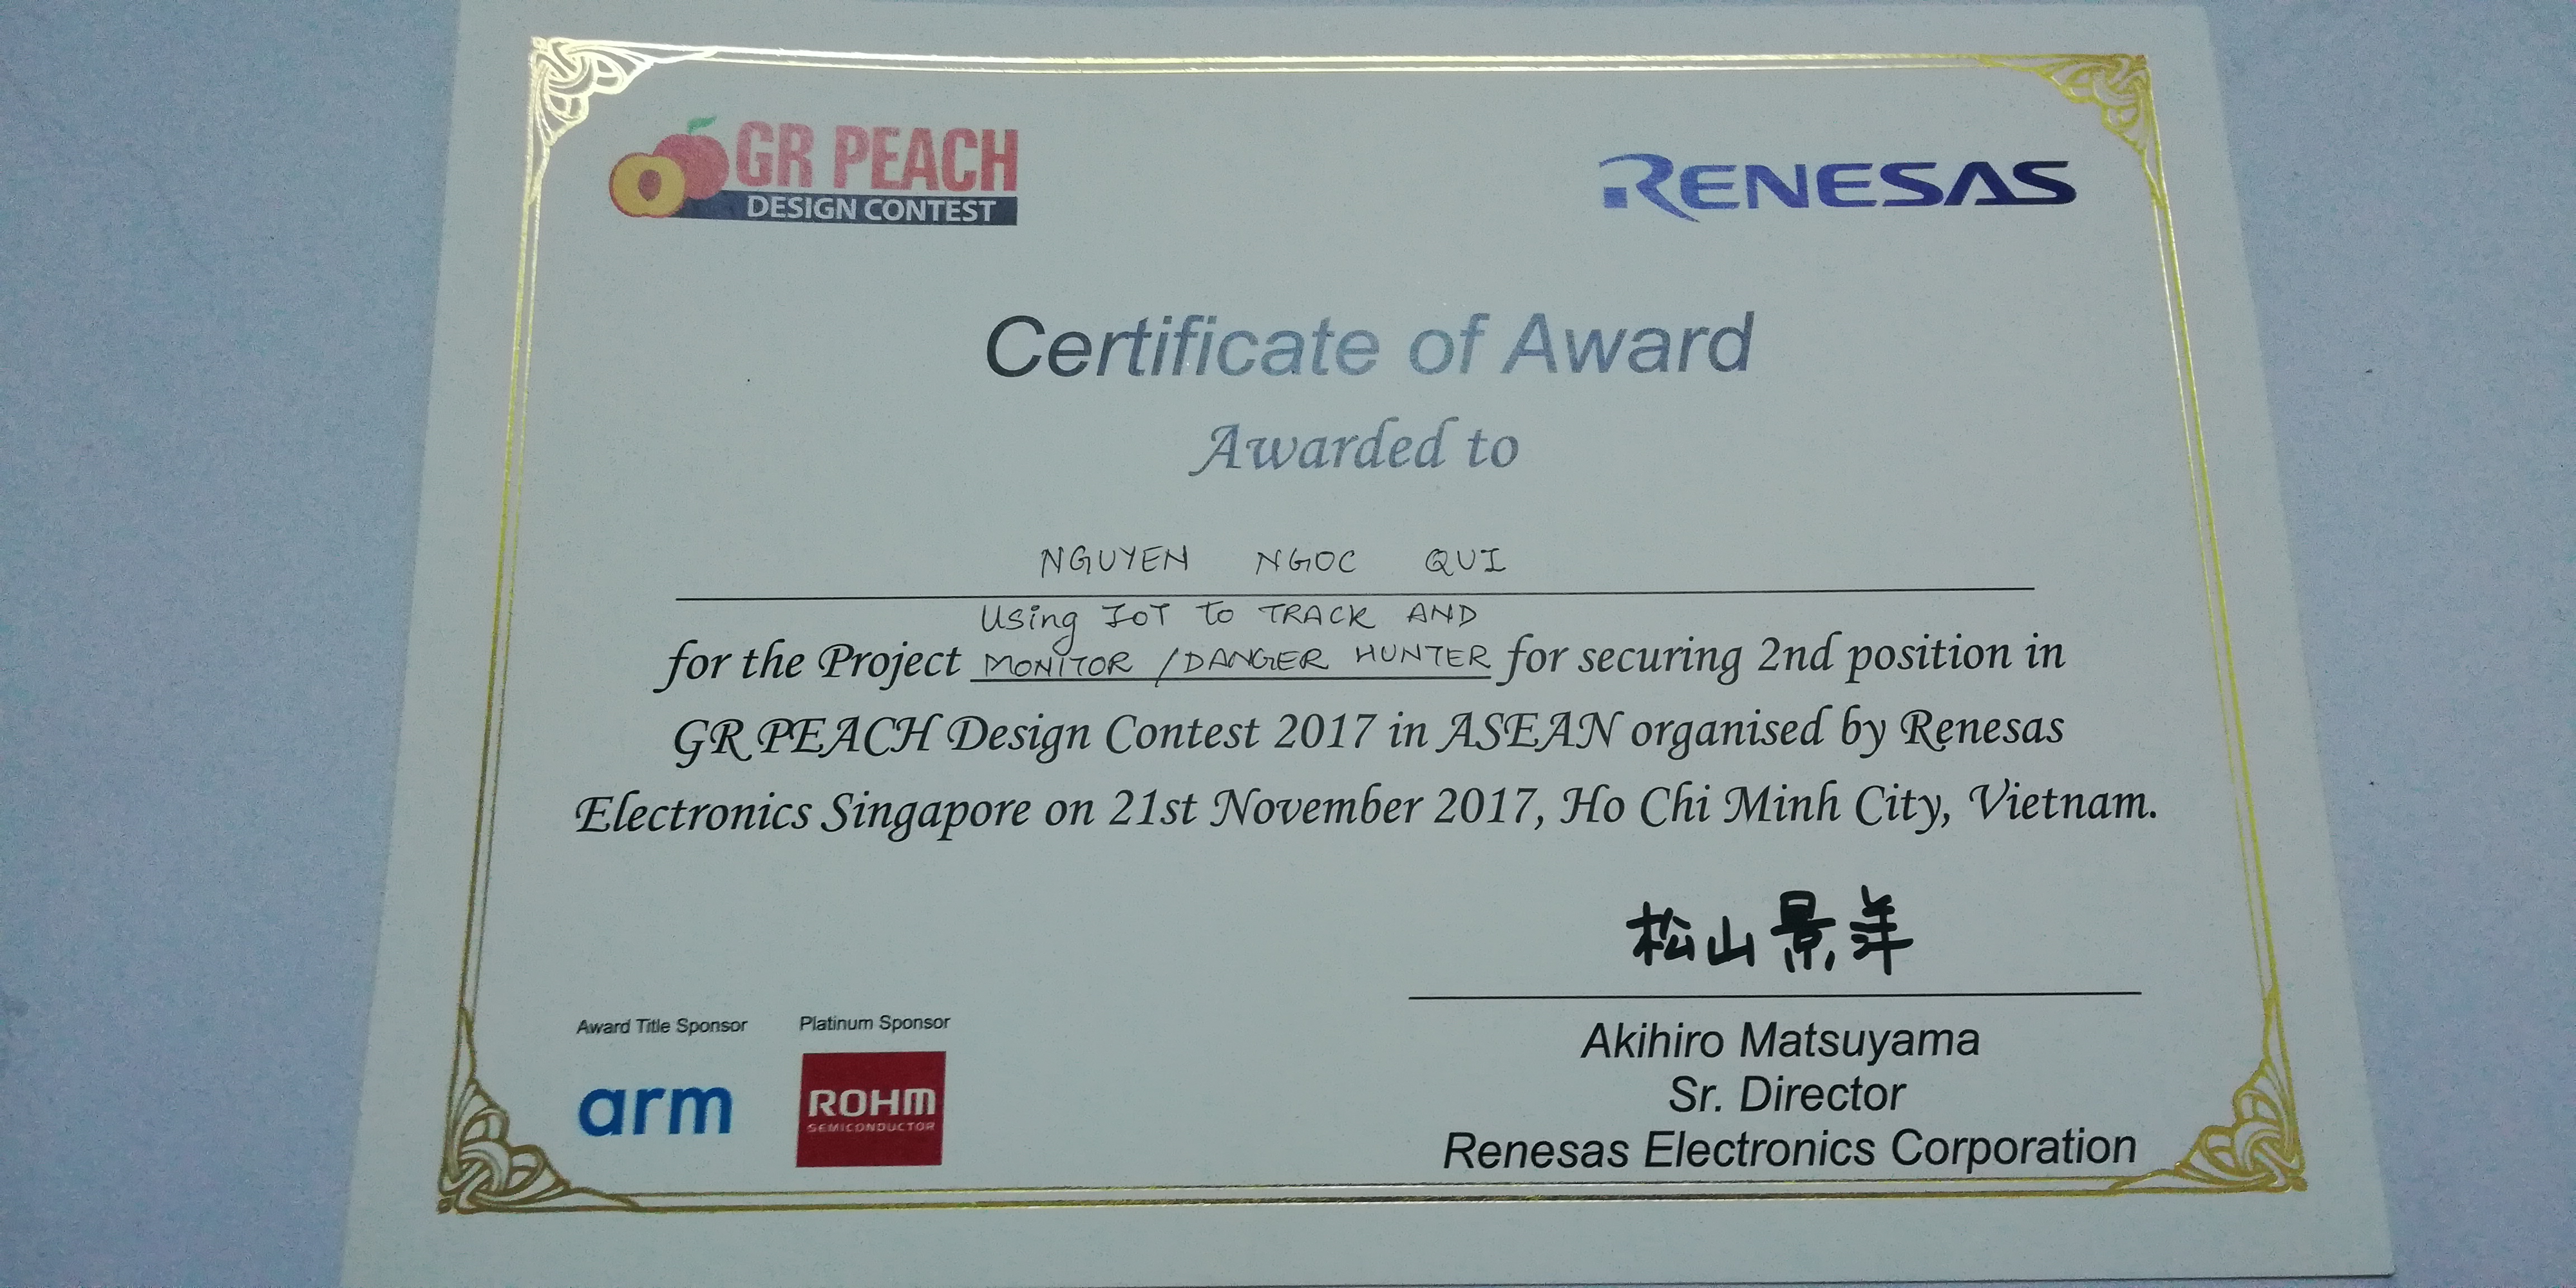 GR PEACH
DESIGN CONTEST
RENESAS
Certificate of Award
Awarded to
NGUYEN NGOC QUI
Using IoT to TRACK AND
for the Project MONITOR / DANGER HUNTER for securing 2nd position in
GR PEACH Design Contest 2017 in ASEAN organised by Renesas
Electronics Singapore on 21st November 2017, Ho Chi Minh City, Vietnam.
松山景洋
Award Title Sponsor
arm
Platinum Sponsor
ROHM
SEMICONDUCTOR
Akihiro Matsuyama
Sr. Director
Renesas Electronics Corporation